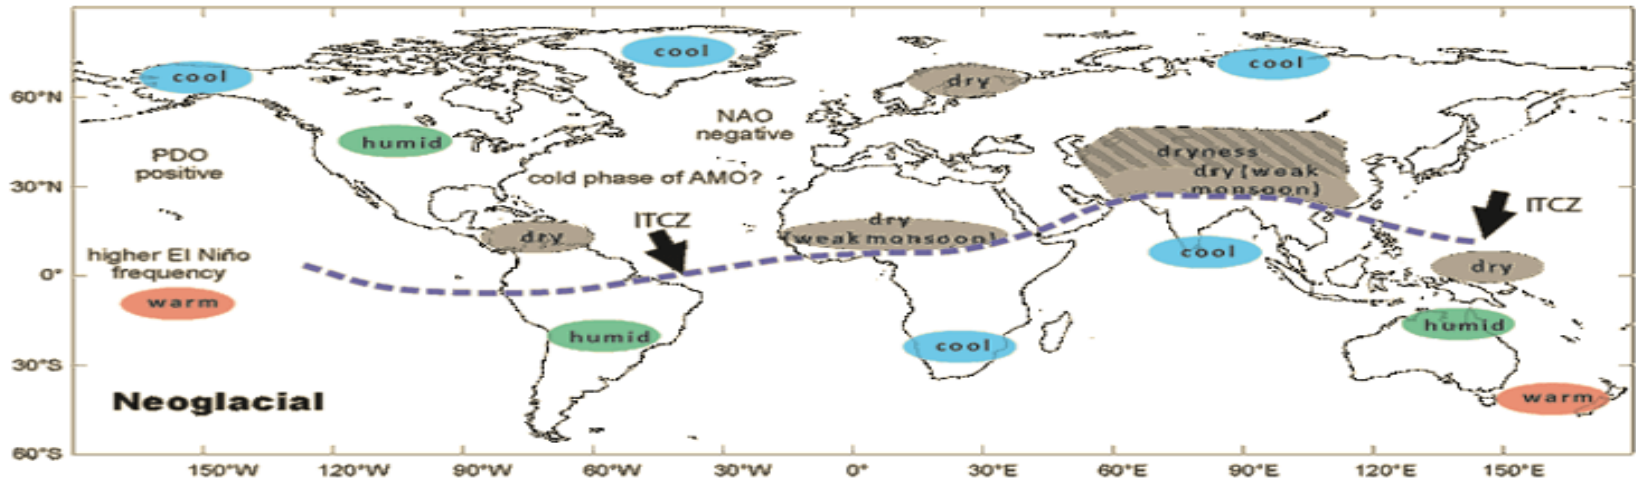 cool
cool
cool
dry
60°N
NAO
negative
humid
PDO
positive
dryness
dry (weak
monsoon)
cold phase of AMO?
30°N
ITCZ
ITCZ
dry
(weak monsoon)
dry
higher El Niño
frequency
cool
0°
dry
warm
humid
humid
cool
30°S
Neoglacial
warm
60°S
150°W
120°W
90°W
60°W
30°W
0°
30°E
60°E
90°E
120°E
150°E